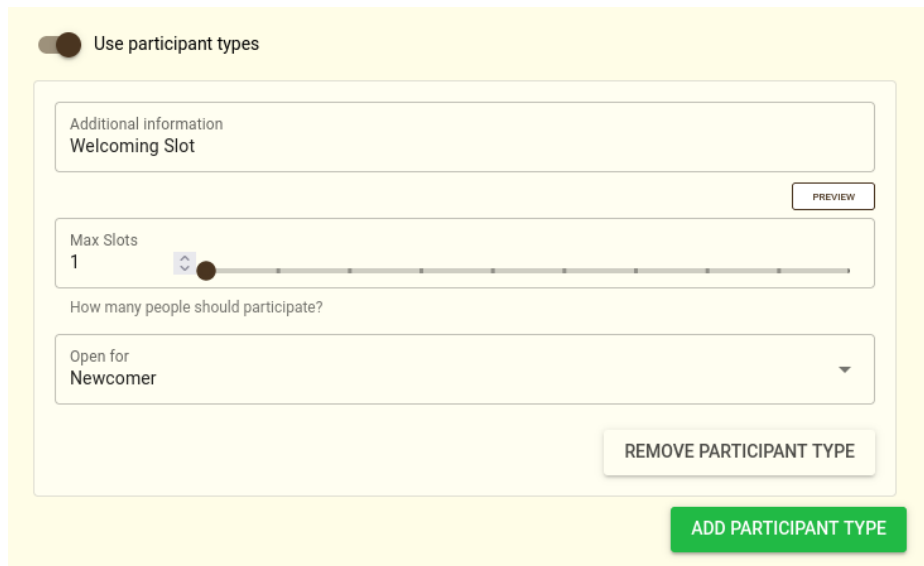 Use participant types
Additional information
Welcoming Slot
PREVIEW
Max Slots
1
How many people should participate?
Open for
Newcomer
REMOVE PARTICIPANT TYPE
ADD PARTICIPANT TYPE